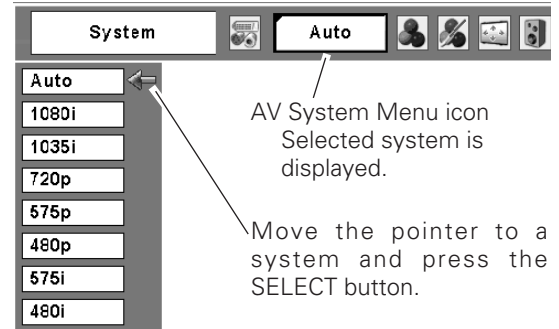 System Auto
Auto
1080i
1035i
720p
575p
480p
575i
480i
AV System Menu icon
Selected system is
displayed.
Move the pointer to a
system and press the
SELECT button.